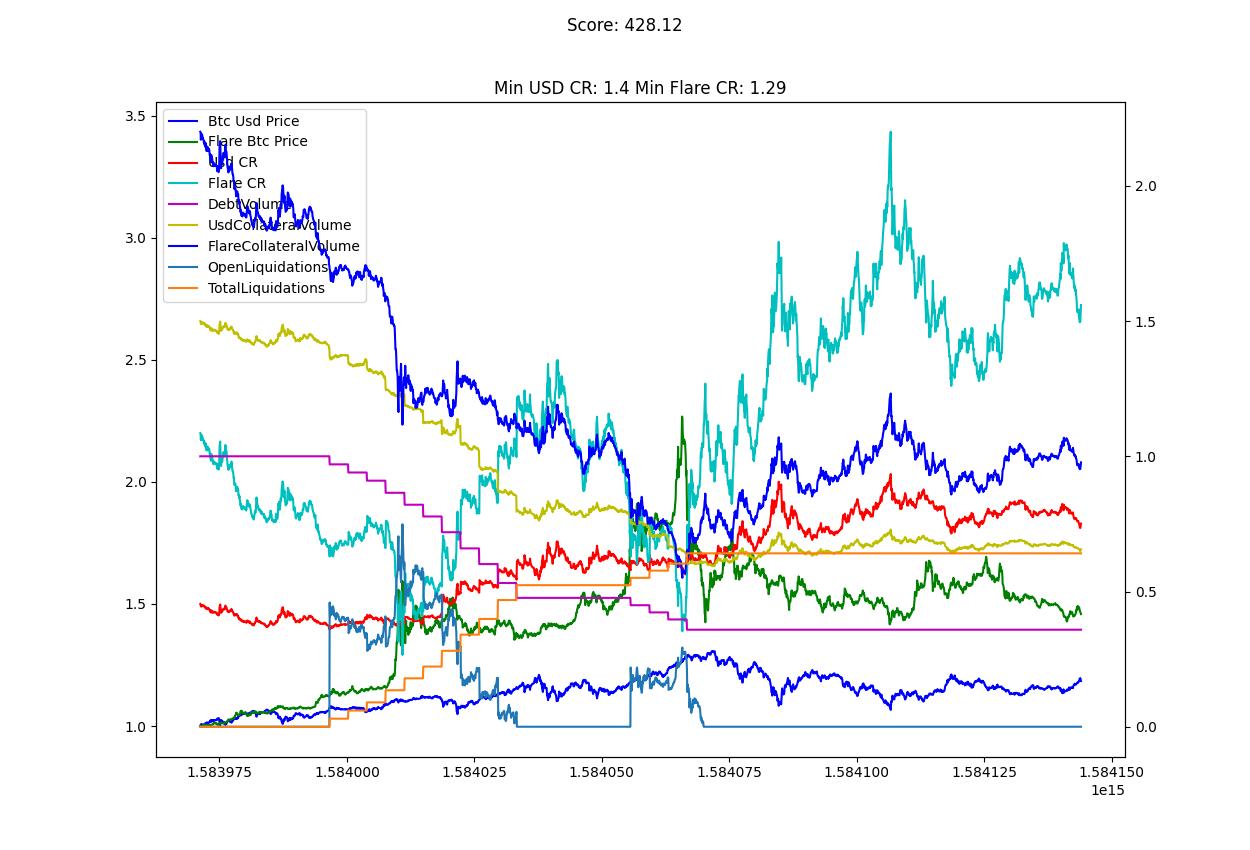 Score: 428.12
Min USD CR: 1.4 Min Flare CR: 1.29
3.5
3.0
2.5
2.0
1.5
1.0
Btc Usd Price
Flare Btc Price
Usd CR
Flare CR
DebtVolume
UsdCollateralVolume
FlareCollateralVolume
OpenLiquidations
TotalLiquidations
2.0
1.5
1.0
0.5
0.0
1.583975 1.584000 1.584025 1.584050 1.584075 1.584100 1.584125 1.584150
1e15